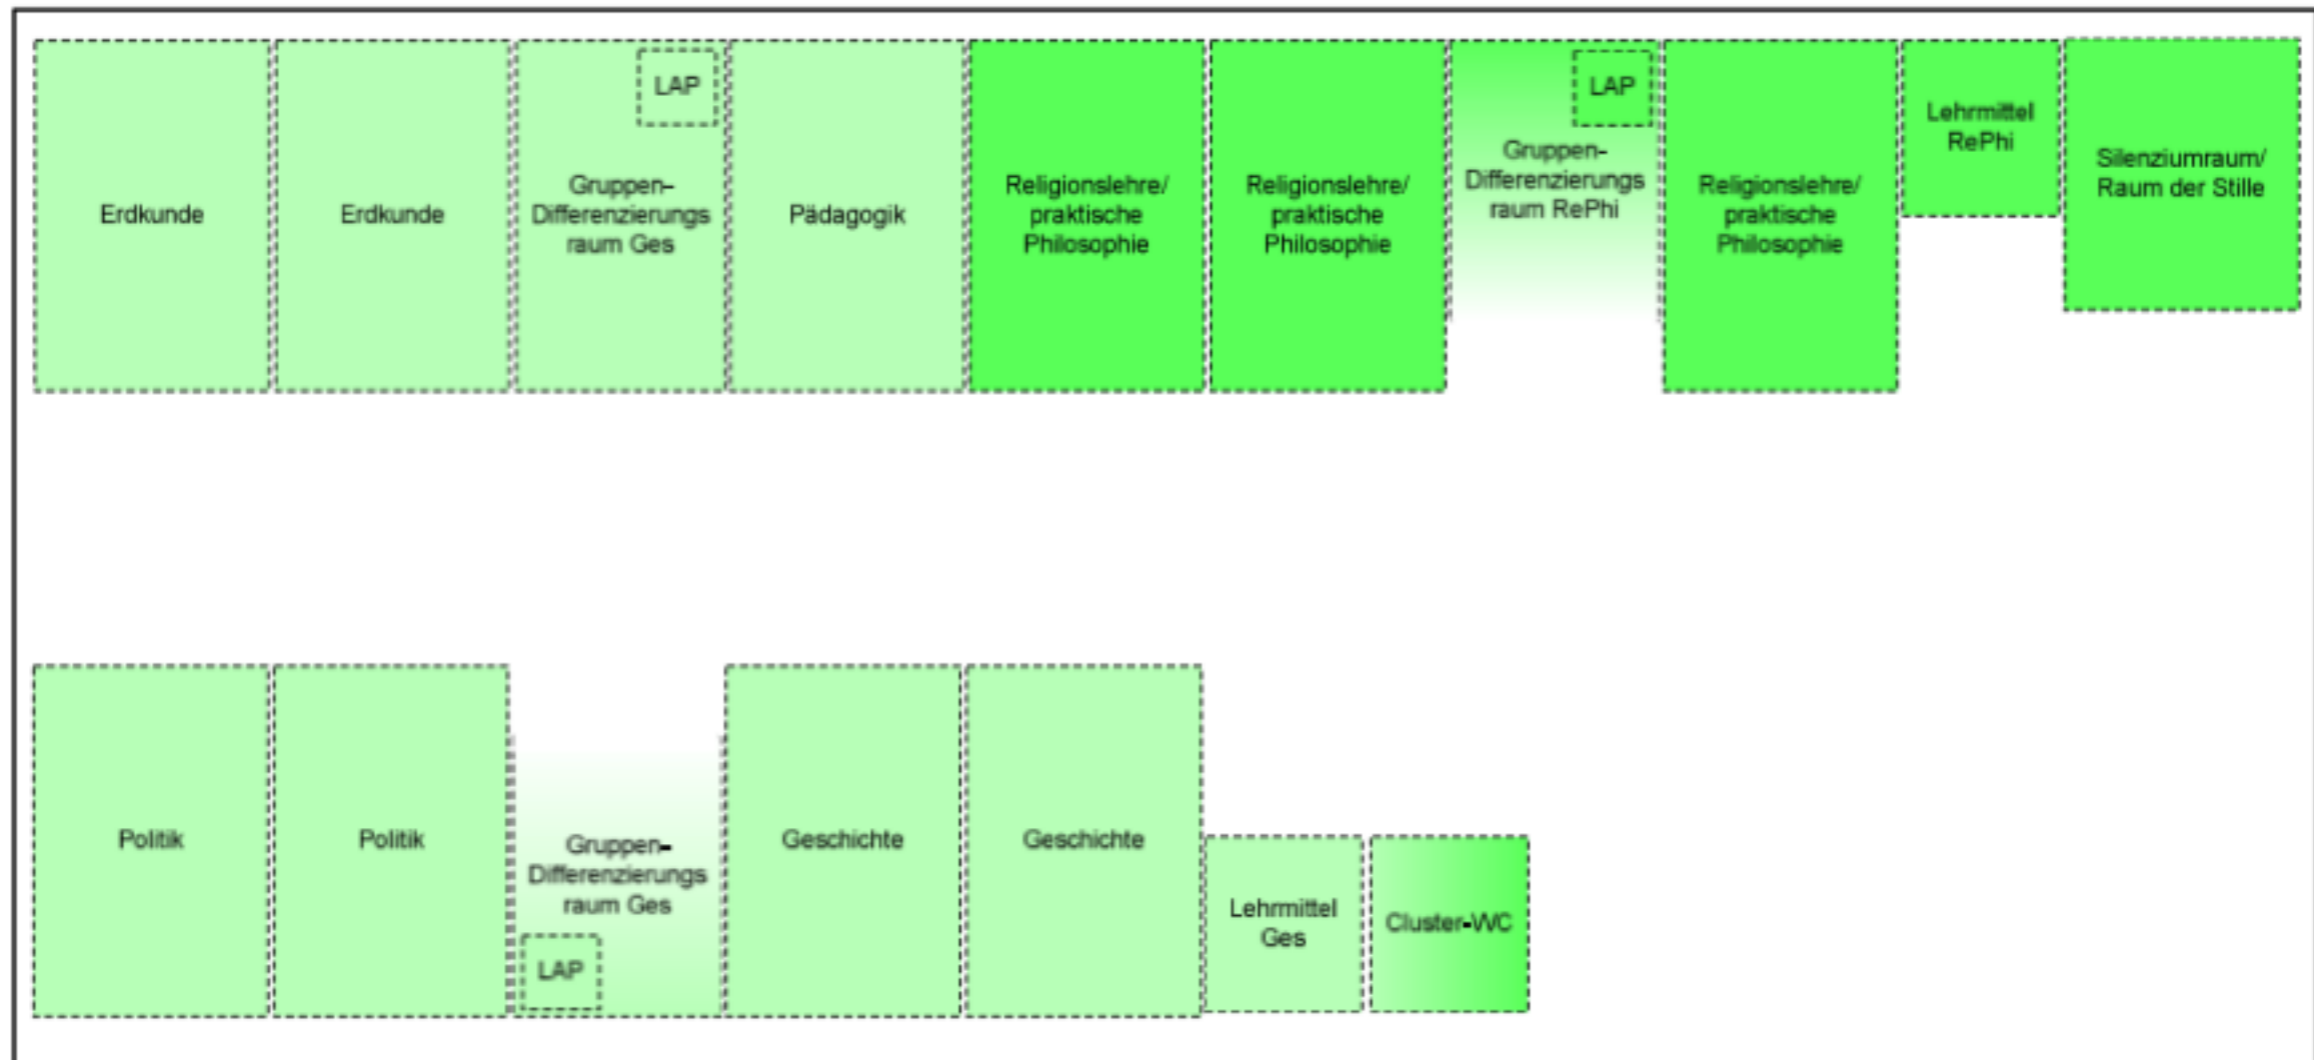 Erdkunde
Erdkunde
LAP
Gruppen-
Differenzierungs
raum Ges
Pädagogik
Religionslehre/
praktische
Philosophie
Religionslehre/
praktische
Philosophie
LAP
Gruppen-
Differenzierungs
raum RePhi
Religionslehre/
praktische
Philosophie
Lehrmittel
RePhi
Silenziumraum/
Raum der Stille
Politik
Politik
Gruppen-
Differenzierungs
raum Ges
LAP
Geschichte
Geschichte
Lehrmittel
Ges
Cluster-WC